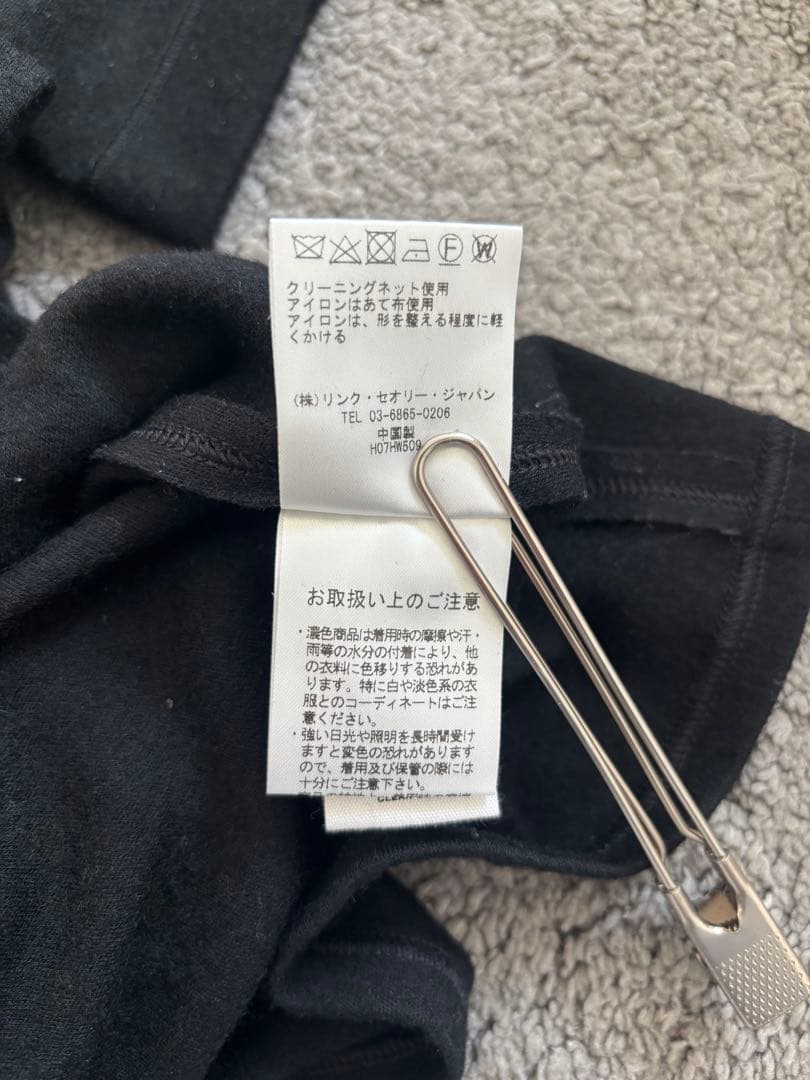 F W
クリーニングネット使用
アイロンはあて布使用
アイロンは、形を整える程度に軽
くかける
(株)リンク・セオリー・ジャパン
TEL 03-6865-0206
中国製
H07HW509
お取扱い上のご注意
・濃色商品は着用時の摩擦や汗・
雨等の水分の付着により、他
の衣料に色移りする恐れがあ
ります。特に白や淡色系の衣
服とのコーディネートはご注
意ください。
・強い日光や照明を長時間受け
ますと変色の恐れがあります
ので、着用及び保管の際には
十分にご注意下さい。